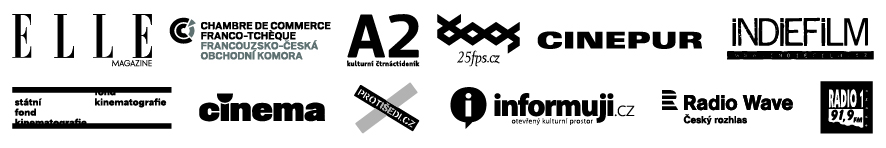 ELLE
MAGAZINE
CHAMBRE DE COMMERCE
FRANCO-TCHÈQUE
FRANCOUZSKO-ČESKÁ
OBCHODNÍ KOMORA
A2
kulturní čtrnáctideník
25fps.cz
CINEPUR
iNDiEFiLM
státní
fond
kinematografie
fond
kinematografie
cinema
PROTIŠEDI.CZ
informuji.cz
otevřený kulturní prostor
Radio Wave
Český rozhlas
RADIO 1
91,9 FM